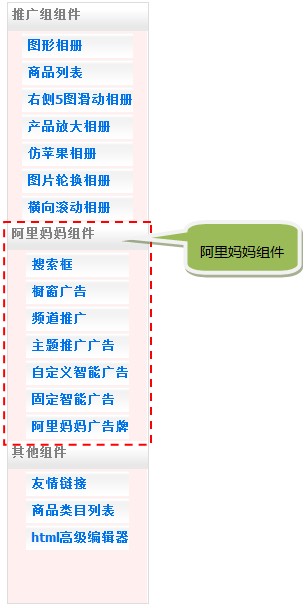 推广组组件
图形相册
商品列表
右侧5图滑动相册
产品放大相册
仿苹果相册
图片轮换相册
横向滚动相册
阿里妈妈组件
阿里妈妈组件
搜索框
橱窗广告
频道推广
主题推广广告
自定义智能广告
固定智能广告
阿里妈妈广告牌
其他组件
友情链接
商品类目列表
html高级编辑器